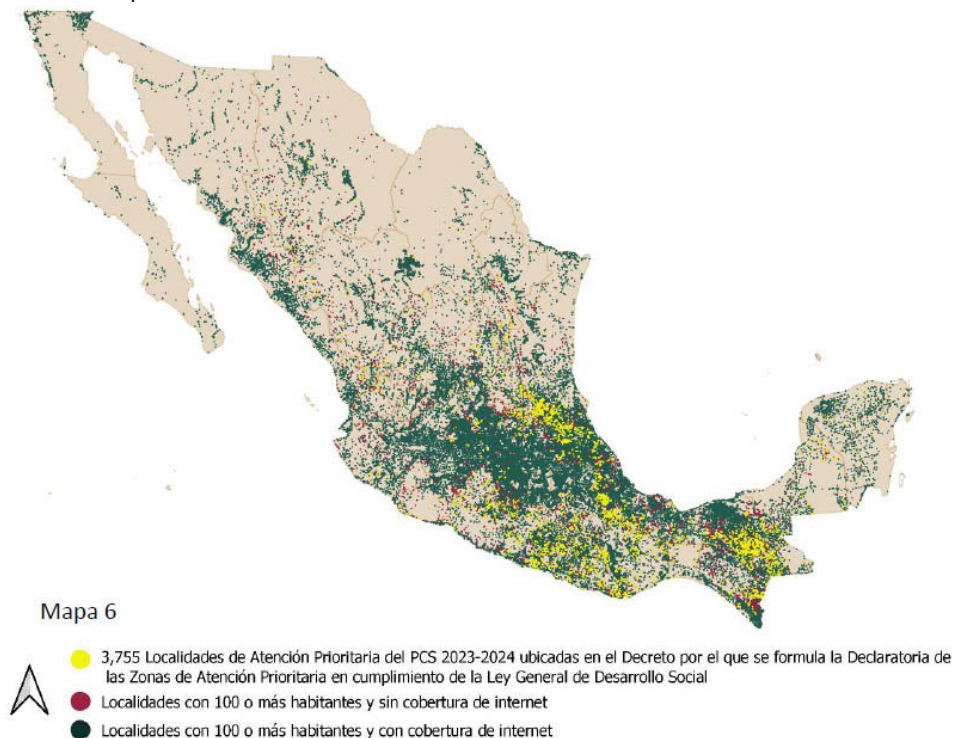 Mapa 6
3,755 Localidades de Atención Prioritaria del PCS 2023-2024 ubicadas en el Decreto por el que se formula la Declaratoria de
las Zonas de Atención Prioritaria en cumplimiento de la Ley General de Desarrollo Social
Localidades con 100 o más habitantes y sin cobertura de internet
Localidades con 100 o más habitantes y con cobertura de internet